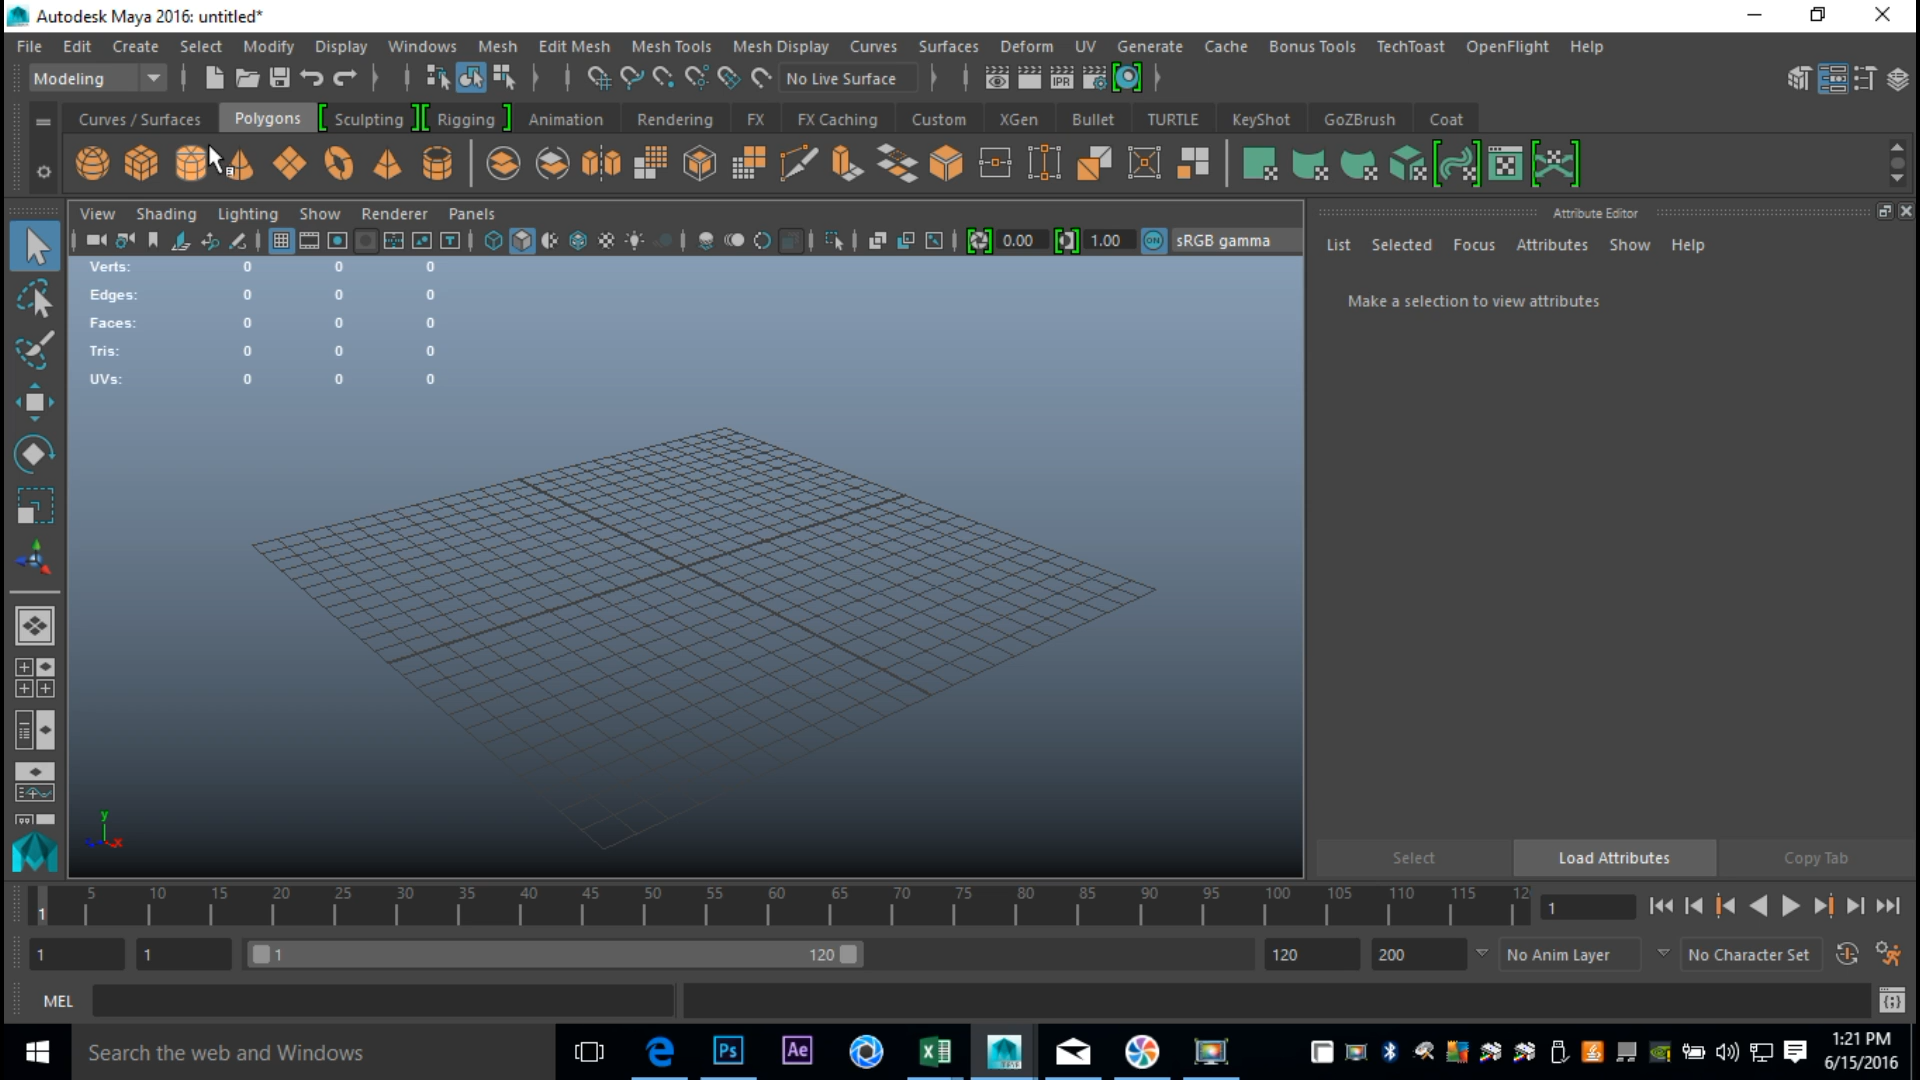 Autodesk Maya 2016: untitled*
File Edit Create Select Modify Display Windows Mesh Edit Mesh Mesh Tools Mesh Display Curves Surfaces Deform UV Generate Cache Bonus Tools TechToast OpenFlight Help
Modeling No Live Surface IPR
Curves / Surfaces Polygons Sculpting Rigging Animation Rendering FX FX Caching Custom XGen Bullet TURTLE KeyShot GoZBrush Coat
View Shading Lighting Show Renderer Panels
Attribute Editor
0.00 1.00 ON sRGB gamma
List Selected Focus Attributes Show Help
Verts: 0 0 0
Edges: 0 0 0
Faces: 0 0 0
Tris: 0 0 0
UVs: 0 0 0
Make a selection to view attributes
y
x
Select Load Attributes Copy Tab
5 10 15 20 25 30 35 40 45 50 55 60 65 70 75 80 85 90 95 100 105 110 115 12
1 1
1 1 1 120 120 200 No Anim Layer No Character Set
MEL
Search the web and Windows
Ps Ae
1:21 PM
6/15/2016